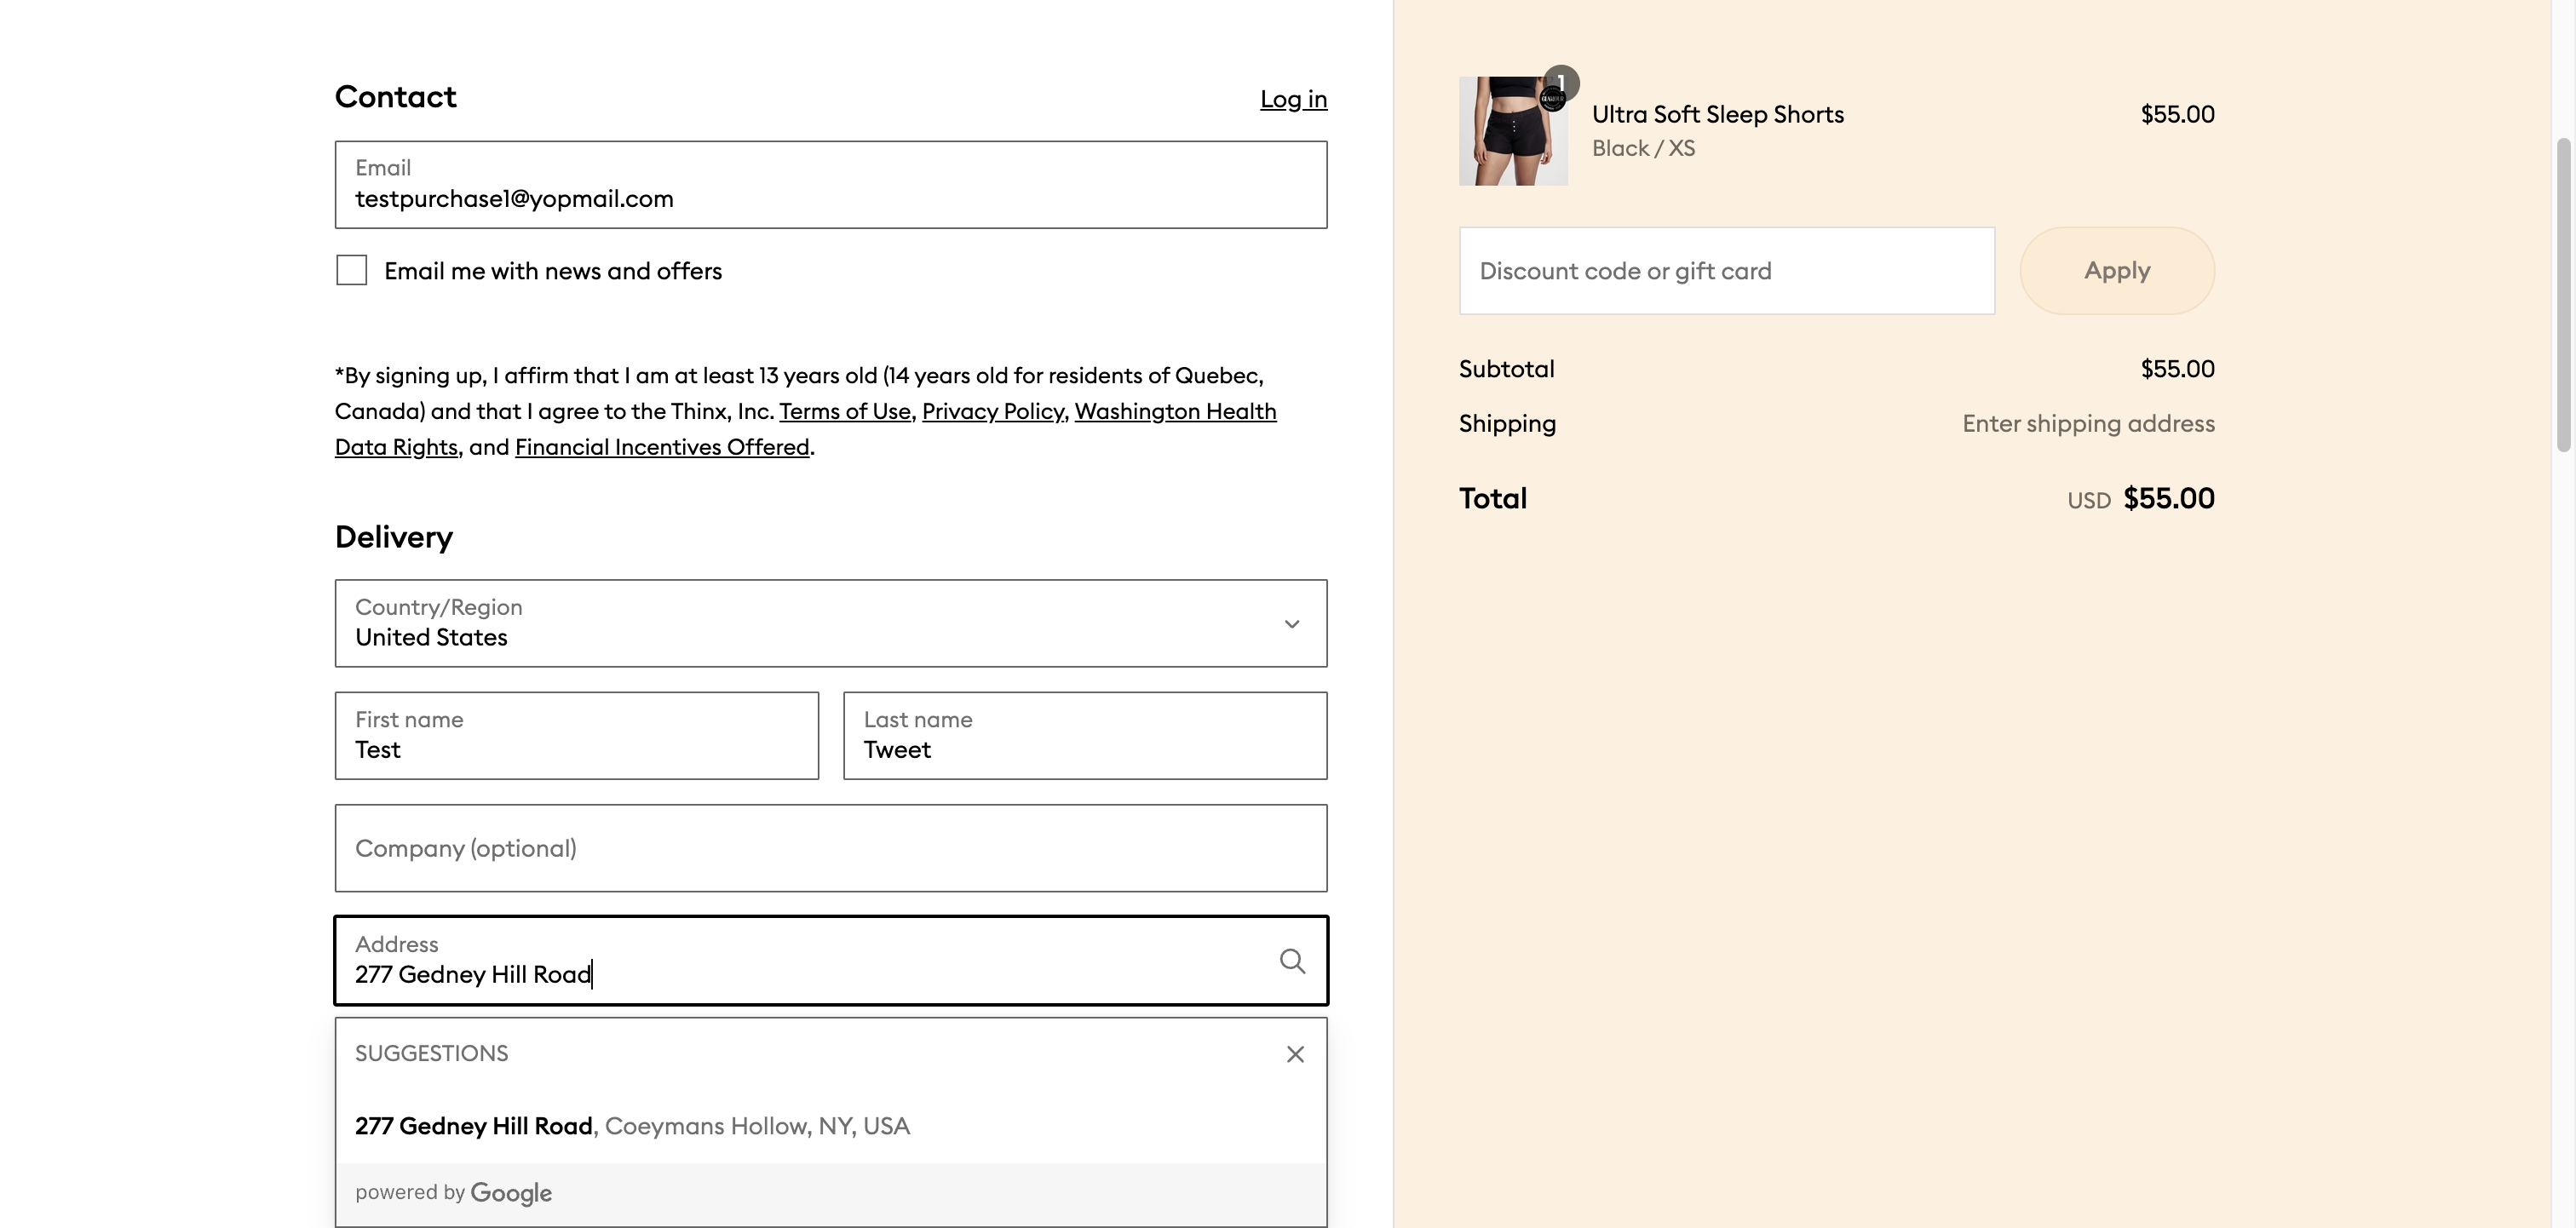 Contact
Log in
Email
testpurchase1@yopmail.com
Email me with news and offers
*By signing up, I affirm that I am at least 13 years old (14 years old for residents of Quebec,
Canada) and that I agree to the Thinx, Inc. Terms of Use, Privacy Policy, Washington Health
Data Rights, and Financial Incentives Offered.
Delivery
Country/Region
United States
First name
Test
Last name
Tweet
Company (optional)
Address
277 Gedney Hill Road
SUGGESTIONS
277 Gedney Hill Road, Coeymans Hollow, NY, USA
powered by Google
1
Ultra Soft Sleep Shorts
$55.00
Black / XS
Discount code or gift card
Apply
Subtotal
$55.00
Shipping
Enter shipping address
Total
USD $55.00